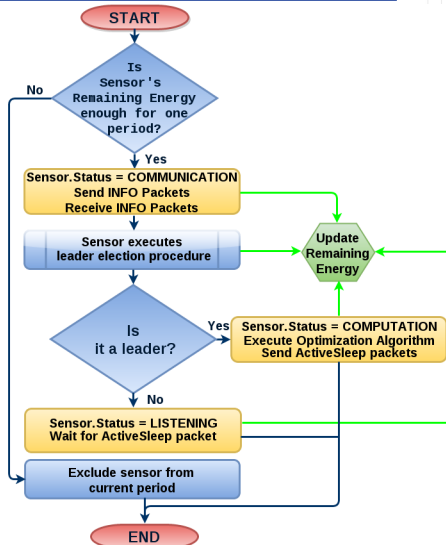 START
Is
Sensor's
Remaining Energy
enough for one
period?
No
Yes
Sensor.Status = COMMUNICATION
Send INFO Packets
Receive INFO Packets
Sensor executes
leader election procedure
Update
Remaining
Energy
Is
it a leader?
Yes
Sensor.Status = COMPUTATION
Execute Optimization Algorithm
Send ActiveSleep packets
No
Sensor.Status = LISTENING
Wait for ActiveSleep packet
Exclude sensor from
current period
END